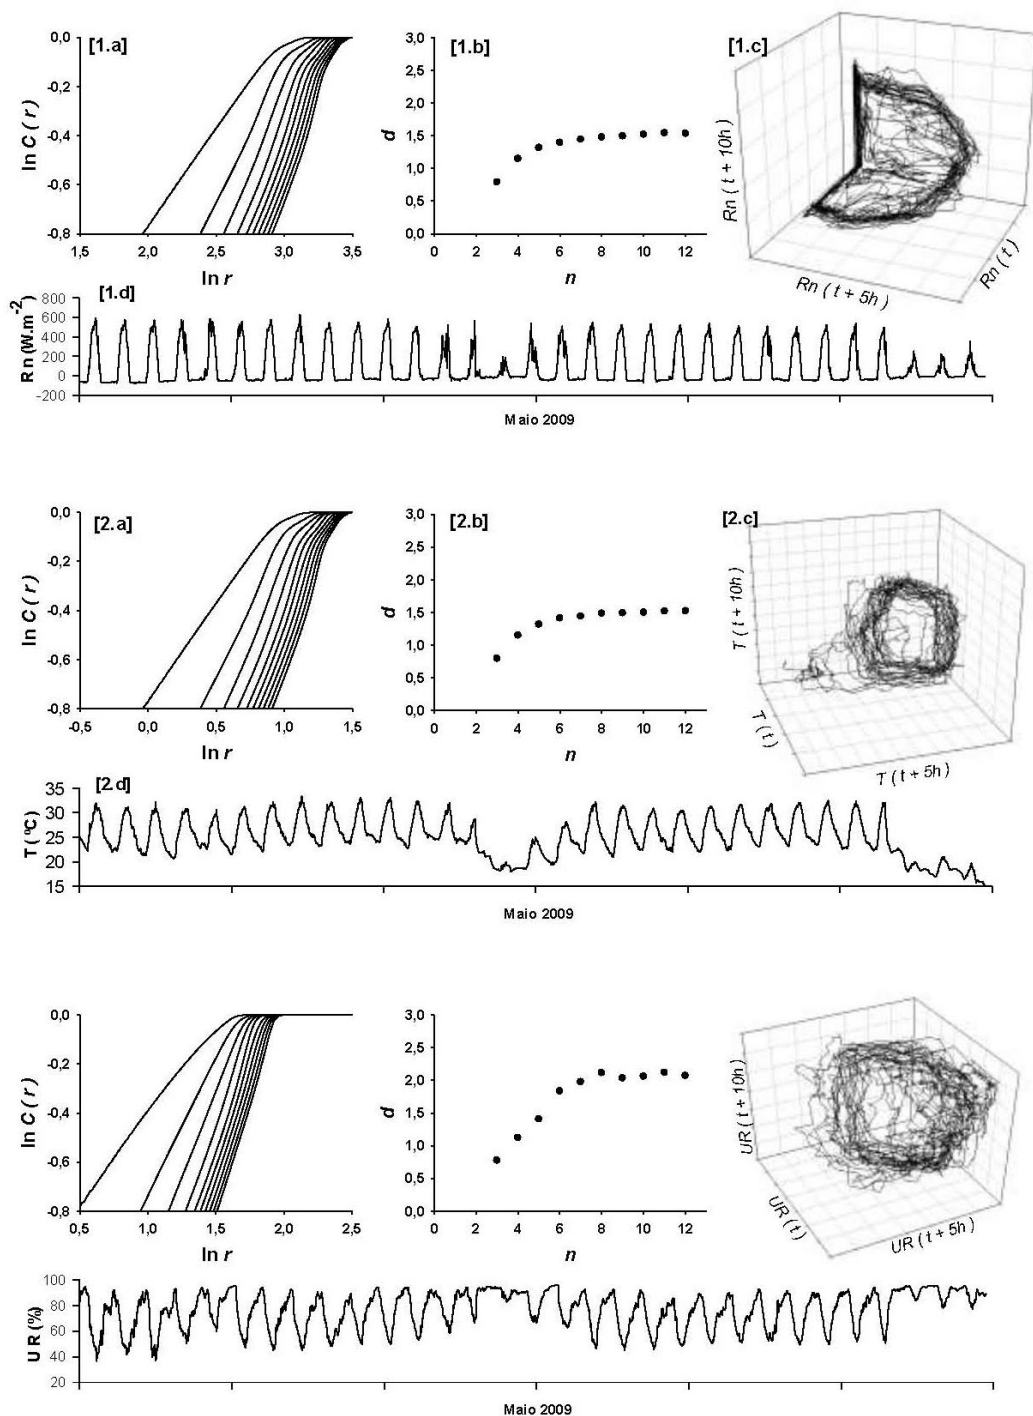 [1.a]
0,0
-0,2
-0,4
-0,6
-0,8
ln C ( r )
1,5 2,0 2,5 3,0 3,5
ln r
[1.b]
3,0
2,5
2,0
1,5
1,0
0,5
0,0
d
0 2 4 6 8 10 12
n
[1.c]
Rn ( t + 10h )
Rn ( t + 5h )
Rn ( t )
[1.d]
800
600
400
200
0
-200
Rn (W.m-2)
Maio 2009
[2.a]
0,0
-0,2
-0,4
-0,6
-0,8
ln C ( r )
-0,5 0,0 0,5 1,0 1,5
ln r
[2.b]
3,0
2,5
2,0
1,5
1,0
0,5
0,0
d
0 2 4 6 8 10 12
n
[2.c]
T ( t + 10h )
T ( t )
T ( t + 5h )
[2.d]
35
30
25
20
15
T (ºC)
Maio 2009
0,0
-0,2
-0,4
-0,6
-0,8
ln C ( r )
0,5 1,0 1,5 2,0 2,5
ln r
3,0
2,5
2,0
1,5
1,0
0,5
0,0
d
0 2 4 6 8 10 12
n
UR ( t + 10h )
UR ( t )
UR ( t + 5h )
100
80
60
40
20
UR (%)
Maio 2009